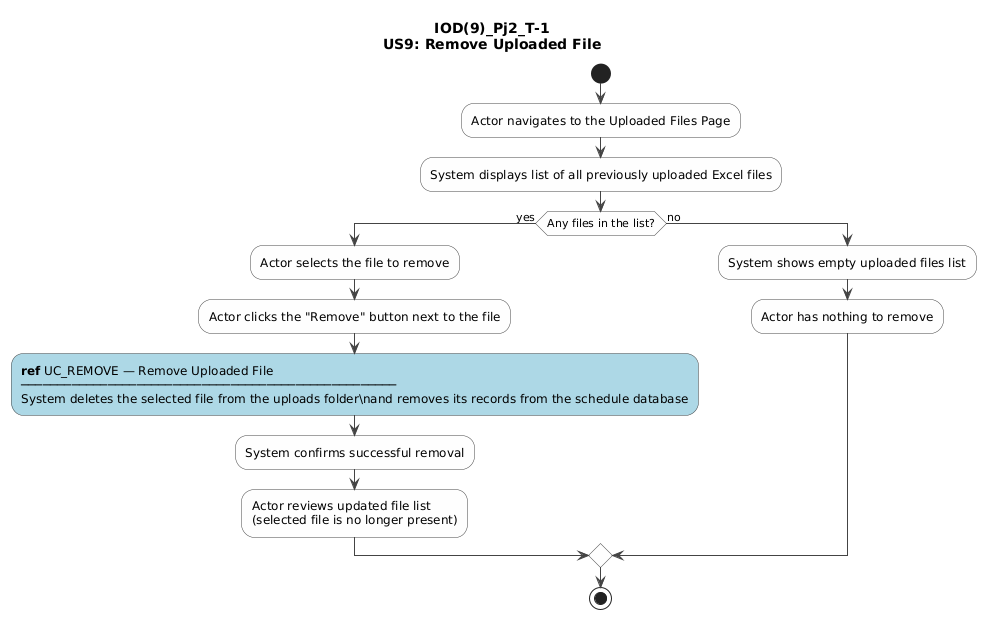 IOD(9)_Pj2_T-1
US9: Remove Uploaded File
Actor navigates to the Uploaded Files Page
System displays list of all previously uploaded Excel files
yes
Any files in the list?
no
Actor selects the file to remove
System shows empty uploaded files list
Actor clicks the "Remove" button next to the file
Actor has nothing to remove
ref UC_REMOVE — Remove Uploaded File
System deletes the selected file from the uploads folder\nand removes its records from the schedule database
System confirms successful removal
Actor reviews updated file list
(selected file is no longer present)